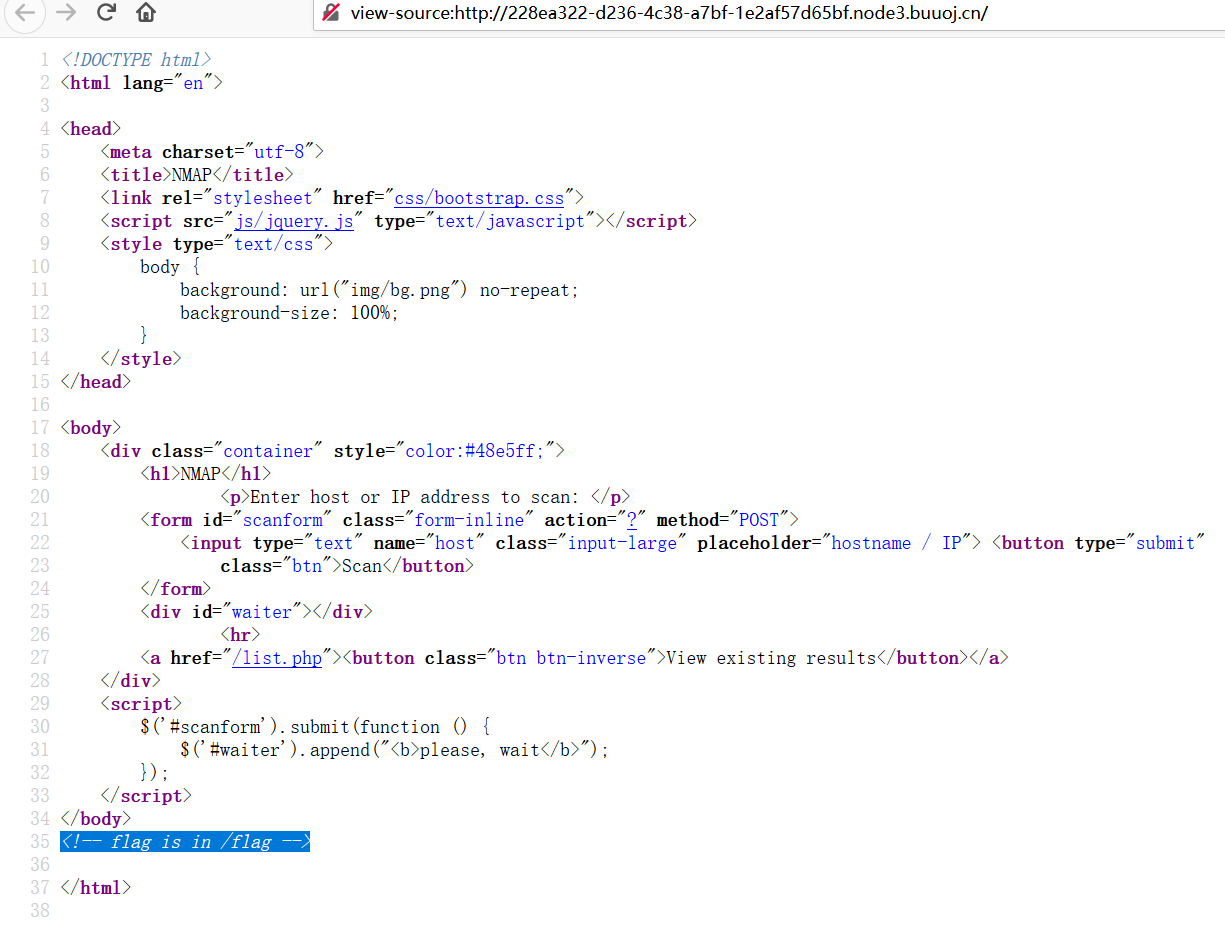 view-source:http://228ea322-d236-4c38-a7bf-1e2af57d65bf.node3.buuoj.cn/
1 <!DOCTYPE html>
2 <html lang="en">
3
4 <head>
5     <meta charset="utf-8">
6     <title>NMAP</title>
7     <link rel="stylesheet" href="css/bootstrap.css">
8     <script src="js/jquery.js" type="text/javascript"></script>
9     <style type="text/css">
10         body {
11             background: url("img/bg.png") no-repeat;
12             background-size: 100%;
13         }
14     </style>
15 </head>
16
17 <body>
18     <div class="container" style="color:#48e5ff;">
19         <h1>NMAP</h1>
20                 <p>Enter host or IP address to scan: </p>
21         <form id="scanform" class="form-inline" action="?" method="POST">
22             <input type="text" name="host" class="input-large" placeholder="hostname / IP"> <button type="submit"
23                 class="btn">Scan</button>
24         </form>
25         <div id="waiter"></div>
26                 <hr>
27         <a href="/list.php"><button class="btn btn-inverse">View existing results</button></a>
28     </div>
29     <script>
30         $('#scanform').submit(function () {
31             $('#waiter').append("<b>please, wait</b>");
32         });
33     </script>
34 </body>
35 <!-- flag is in /flag -->
36
37 </html>
38